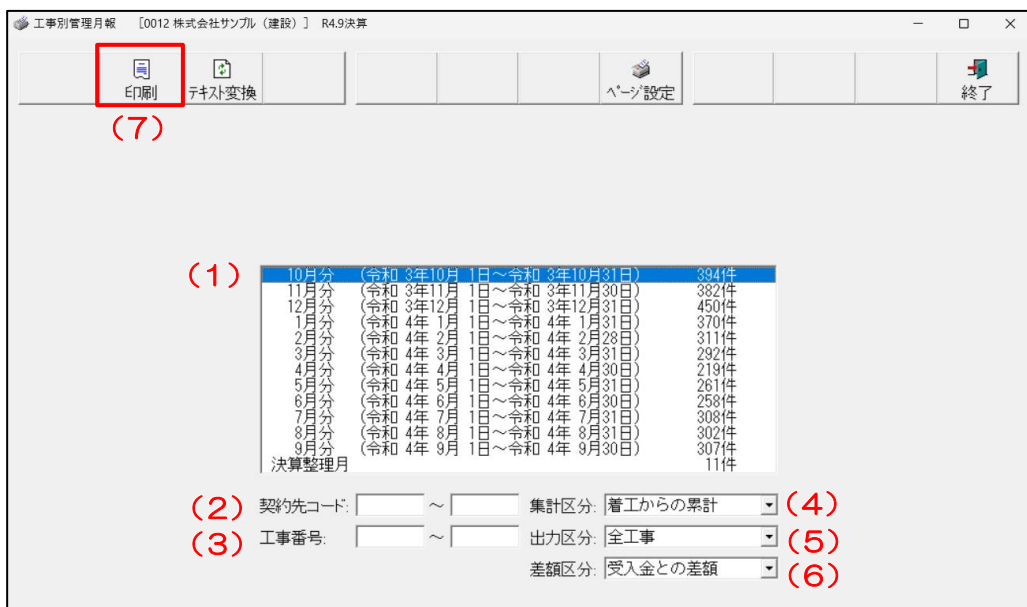 工事別管理月報 [0012 株式会社サンプル（建設）] R4.9決算
印刷 テキスト変換 ページ設定 終了
（7）
（1）
10月分 （令和 3年10月 1日～令和 3年10月31日） 394件
11月分 （令和 3年11月 1日～令和 3年11月30日） 382件
12月分 （令和 3年12月 1日～令和 3年12月31日） 450件
1月分 （令和 4年 1月 1日～令和 4年 1月31日） 370件
2月分 （令和 4年 2月 1日～令和 4年 2月28日） 311件
3月分 （令和 4年 3月 1日～令和 4年 3月31日） 292件
4月分 （令和 4年 4月 1日～令和 4年 4月30日） 219件
5月分 （令和 4年 5月 1日～令和 4年 5月31日） 261件
6月分 （令和 4年 6月 1日～令和 4年 6月30日） 258件
7月分 （令和 4年 7月 1日～令和 4年 7月31日） 308件
8月分 （令和 4年 8月 1日～令和 4年 8月31日） 302件
9月分 （令和 4年 9月 1日～令和 4年 9月30日） 307件
決算整理月 11件
（2） 契約先コード: ～ 集計区分: 着工からの累計 （4）
（3） 工事番号: ～ 出力区分: 全工事 （5）
差額区分: 受入金との差額 （6）